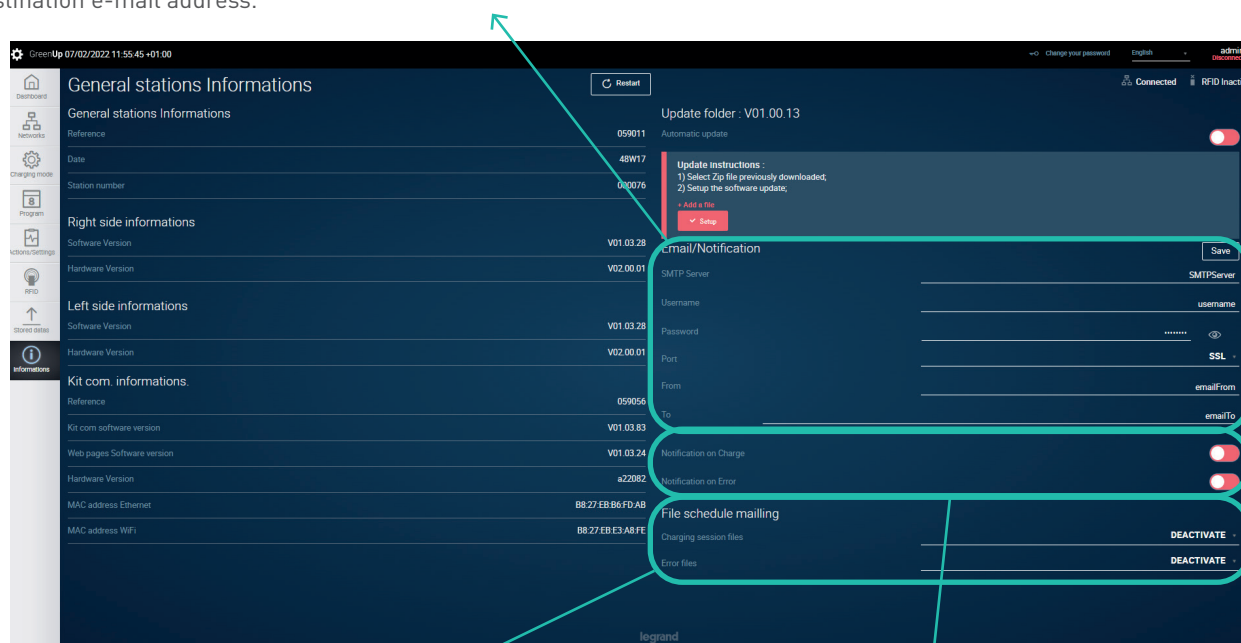 stination e-mail address.
GreenUp 07/02/2022 11:55:45 +01:00
Change your password English admin
Disconnec
Dashboard
General stations Informations
Restart
Connected RFID Inacti
Networks
General stations Informations
Reference 059011
Date 48W17
Station number 000076
Charging mode
8
Program
Right side informations
Software Version V01.03.28
Hardware Version V02.00.01
Actions/Settings
RFID
Left side informations
Software Version V01.03.28
Hardware Version V02.00.01
Stored datas
Informations
Kit com. informations.
Reference 059056
Kit com software version V01.03.83
Web pages Software version V01.03.24
Hardware Version a22082
MAC address Ethernet B8:27:EB:B6:FD:AB
MAC address WiFi B8:27:EB:E3:A8:FE
Update folder : V01.00.13
Automatic update
Update instructions :
1) Select Zip file previously downloaded;
2) Setup the software update;
+ Add a file
Setup
Email/Notification Save
SMTP Server SMTPServer
Username username
Password ········
Port SSL
From emailFrom
To emailTo
Notification on Charge
Notification on Error
File schedule mailling
Charging session files DEACTIVATE
Error files DEACTIVATE
legrand